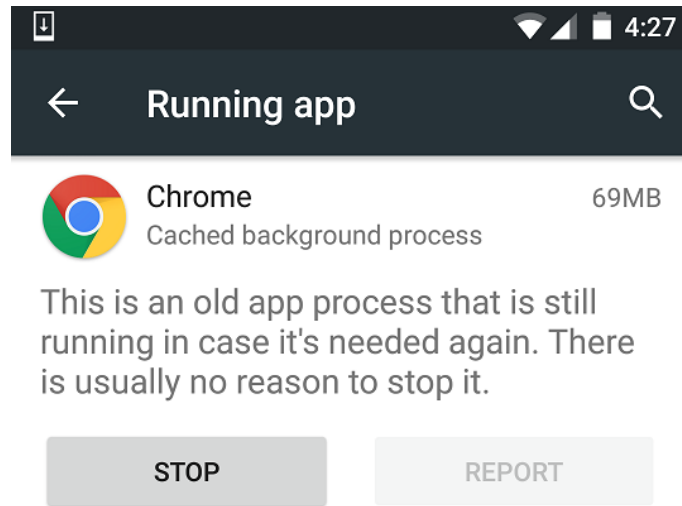 4:27
Running app
Chrome
69MB
Cached background process
This is an old app process that is still
running in case it's needed again. There
is usually no reason to stop it.
STOP
REPORT